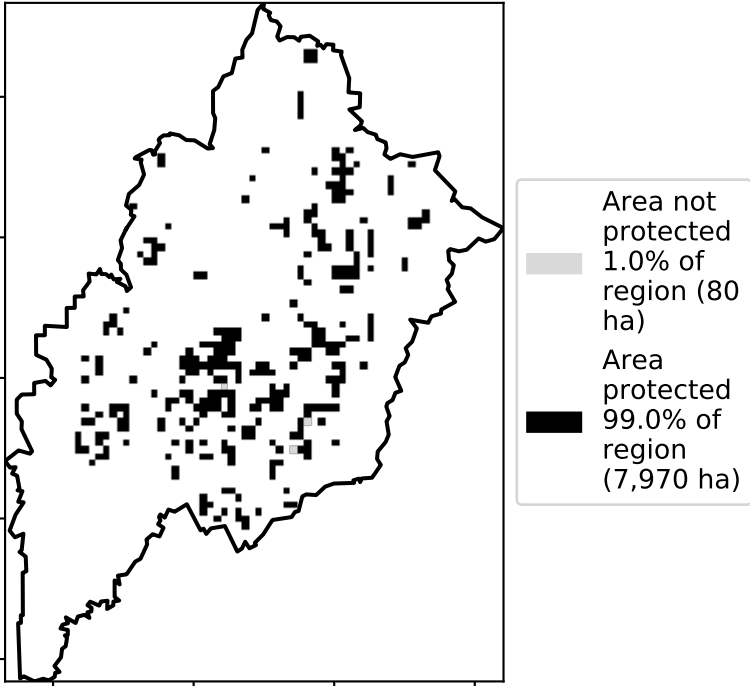 Area not
protected
1.0% of
region (80
ha)
Area
protected
99.0% of
region
(7,970 ha)